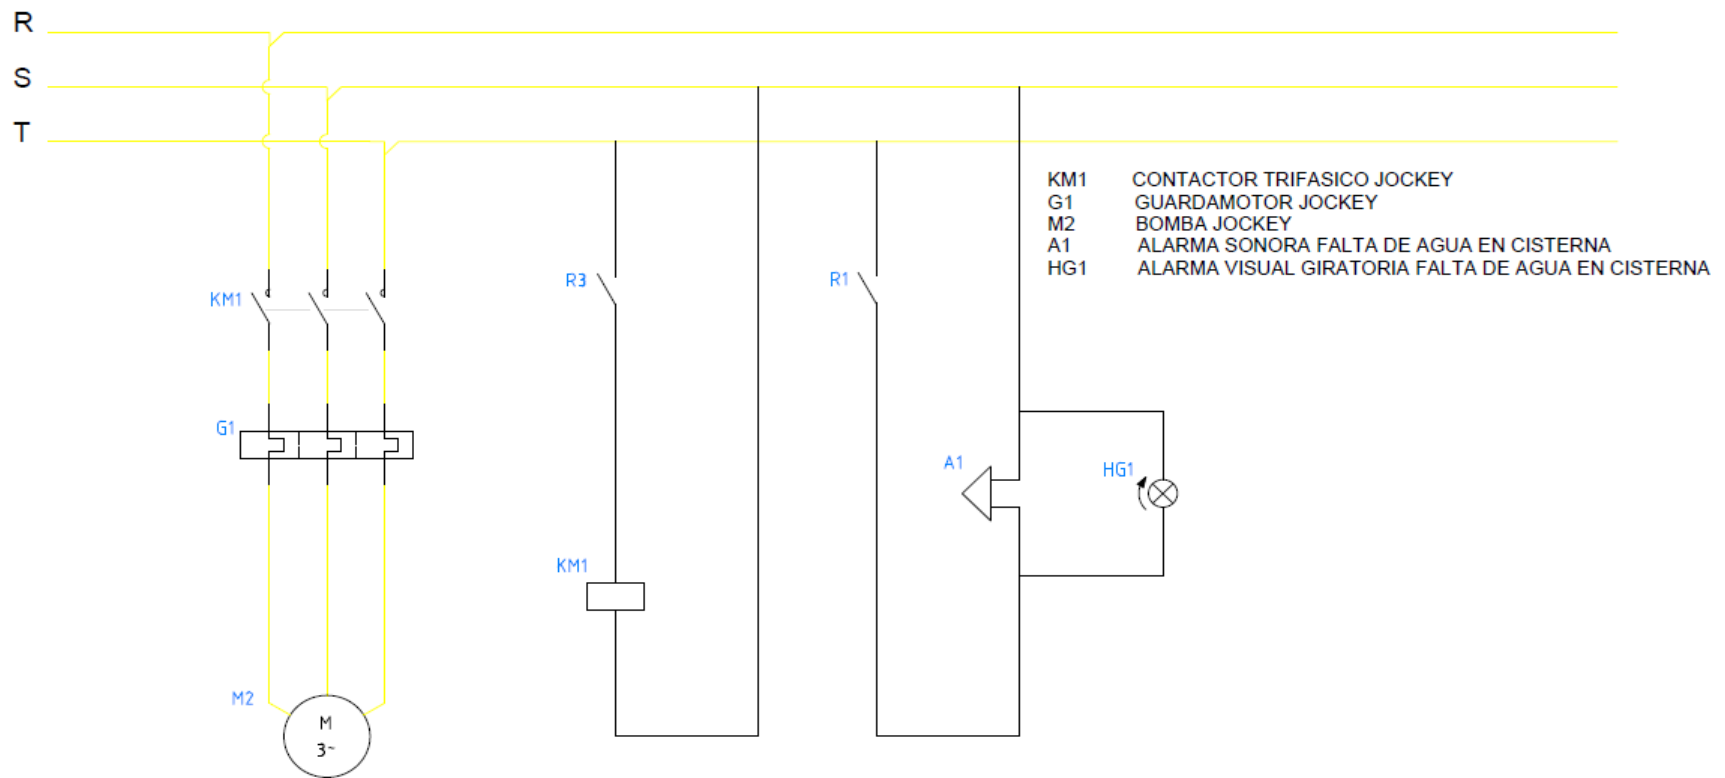 R
S
T
KM1 CONTACTOR TRIFASICO JOCKEY
G1 GUARDAMOTOR JOCKEY
M2 BOMBA JOCKEY
A1 ALARMA SONORA FALTA DE AGUA EN CISTERNA
HG1 ALARMA VISUAL GIRATORIA FALTA DE AGUA EN CISTERNA
KM1
R3
R1
G1
A1
HG1
KM1
M2
M
3~